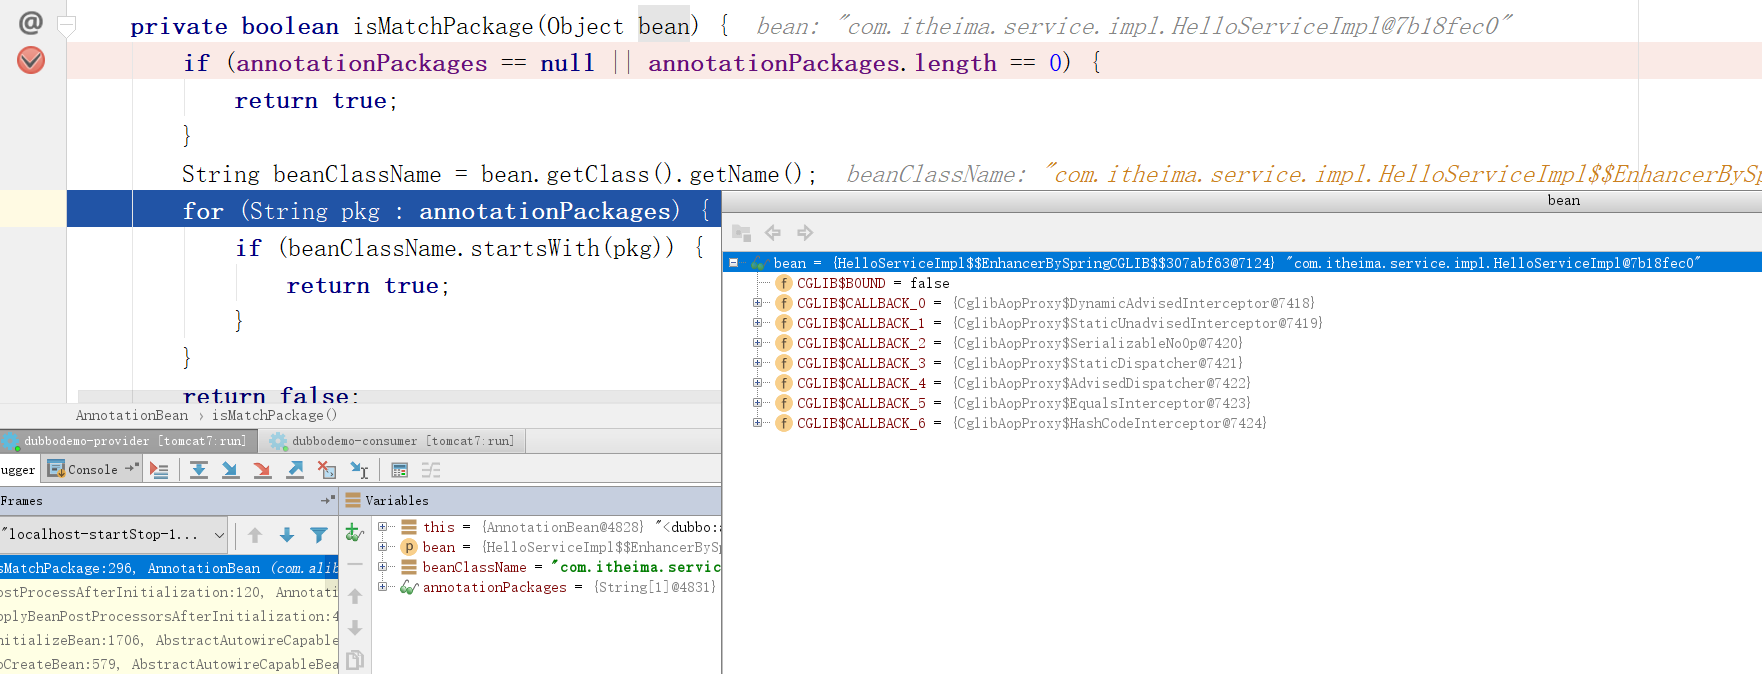 private boolean isMatchPackage(Object bean) {  bean: "com.itheima.service.impl.HelloServiceImpl@7b18fec0"
if (annotationPackages == null || annotationPackages.length == 0) {
return true;
}
String beanClassName = bean.getClass().getName();  beanClassName: "com.itheima.service.impl.HelloServiceImpl$$EnhancerBySp
for (String pkg : annotationPackages) {
if (beanClassName.startsWith(pkg)) {
return true;
}
}
return false;
AnnotationBean › isMatchPackage()
dubbodemo-provider [tomcat7:run]
dubbodemo-consumer [tomcat7:run]
ugger
Console
Frames
Variables
"localhost-startStop-1...
sMatchPackage:296, AnnotationBean (com.alib
ostProcessAfterInitialization:120, Annotati
pplyBeanPostProcessorsAfterInitialization:4
nitializeBean:1706, AbstractAutowireCapable
oCreateBean:579, AbstractAutowireCapableBea
this = {AnnotationBean@4828} "<dubbo:a
bean = {HelloServiceImpl$$EnhancerBySp
beanClassName = "com.itheima.servic
annotationPackages = {String[1]@4831}
bean
bean = {HelloServiceImpl$$EnhancerBySpringCGLIB$$307abf63@7124} "com.itheima.service.impl.HelloServiceImpl@7b18fec0"
CGLIB$BOUND = false
CGLIB$CALLBACK_0 = {CglibAopProxy$DynamicAdvisedInterceptor@7418}
CGLIB$CALLBACK_1 = {CglibAopProxy$StaticUnadvisedInterceptor@7419}
CGLIB$CALLBACK_2 = {CglibAopProxy$SerializableNoOp@7420}
CGLIB$CALLBACK_3 = {CglibAopProxy$StaticDispatcher@7421}
CGLIB$CALLBACK_4 = {CglibAopProxy$AdvisedDispatcher@7422}
CGLIB$CALLBACK_5 = {CglibAopProxy$EqualsInterceptor@7423}
CGLIB$CALLBACK_6 = {CglibAopProxy$HashCodeInterceptor@7424}